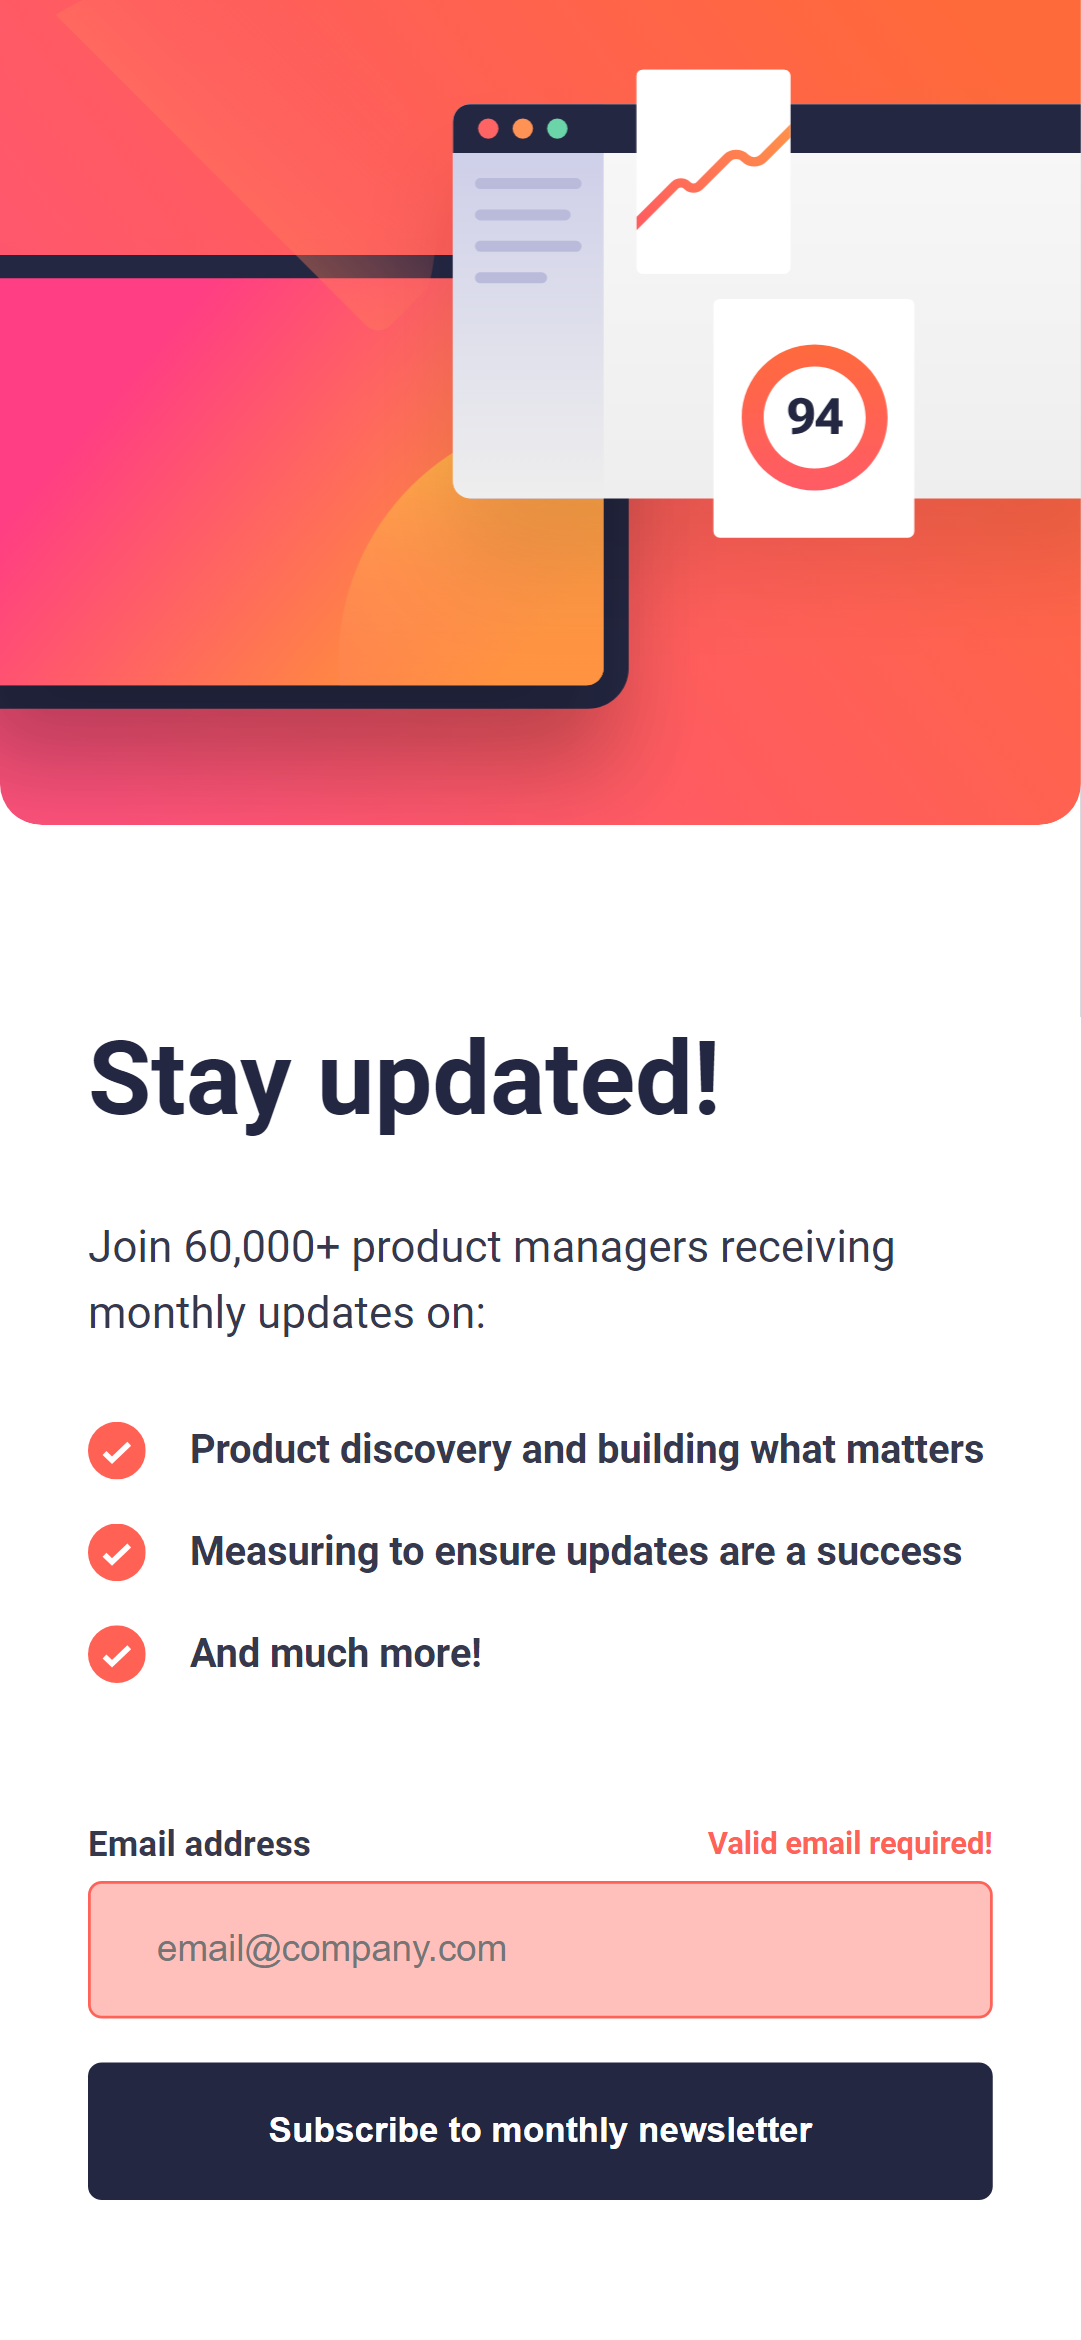 94
Stay updated!
Join 60,000+ product managers receiving
monthly updates on:
Product discovery and building what matters
Measuring to ensure updates are a success
And much more!
Email address
Valid email required!
email@company.com
Subscribe to monthly newsletter